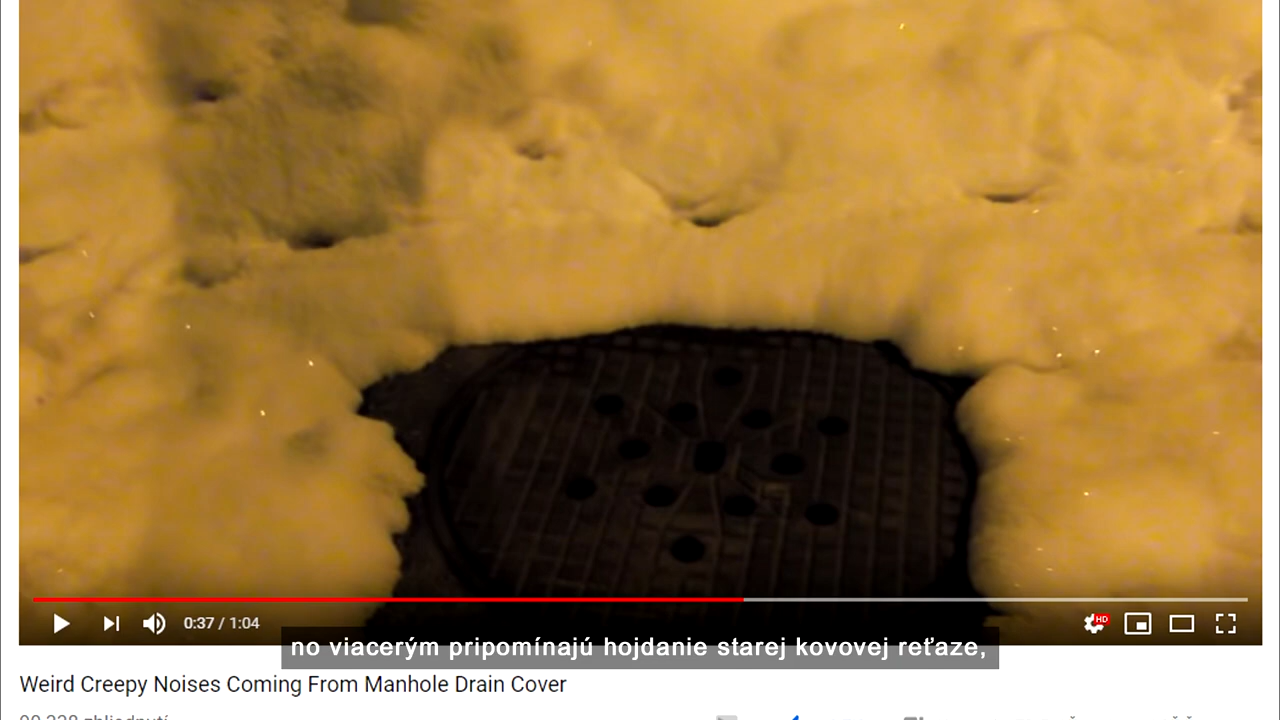 HD
0:37 / 1:04
no viacerým pripomínajú hojdanie starej kovovej reťaze,
Weird Creepy Noises Coming From Manhole Drain Cover